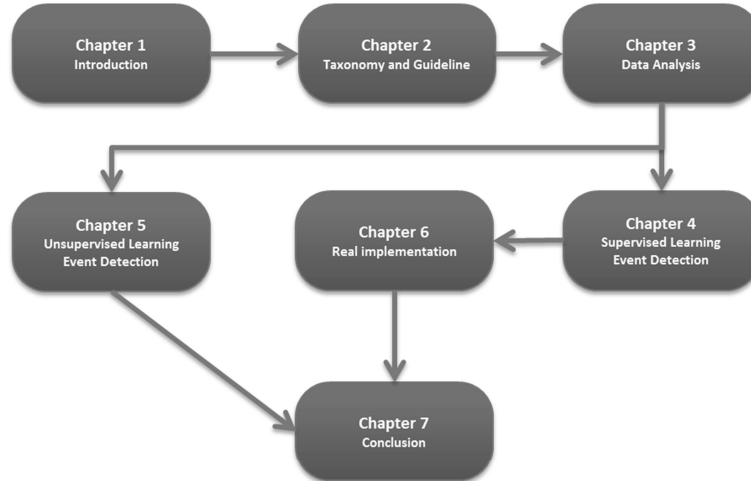 Chapter 1
Introduction
Chapter 2
Taxonomy and Guideline
Chapter 3
Data Analysis
Chapter 5
Unsupervised Learning
Event Detection
Chapter 6
Real implementation
Chapter 4
Supervised Learning
Event Detection
Chapter 7
Conclusion